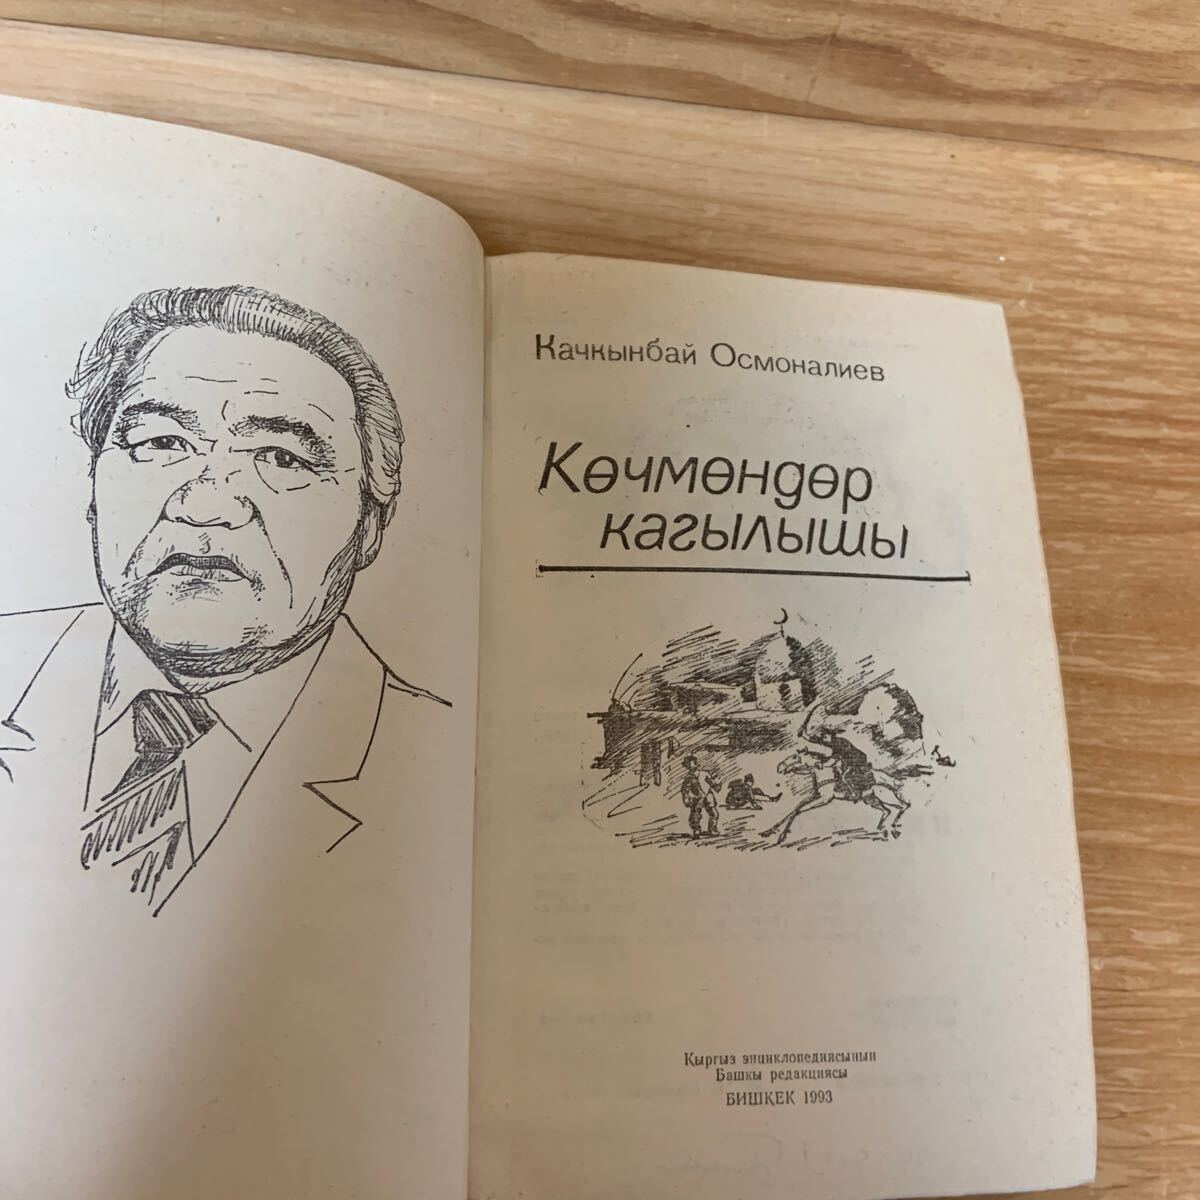 Качкынбай Осмоналиев
Көчмөндөр
кагылышы
Кыргыз энциклопедиясынын
Башкы редакциясы
БИШКЕК 1993